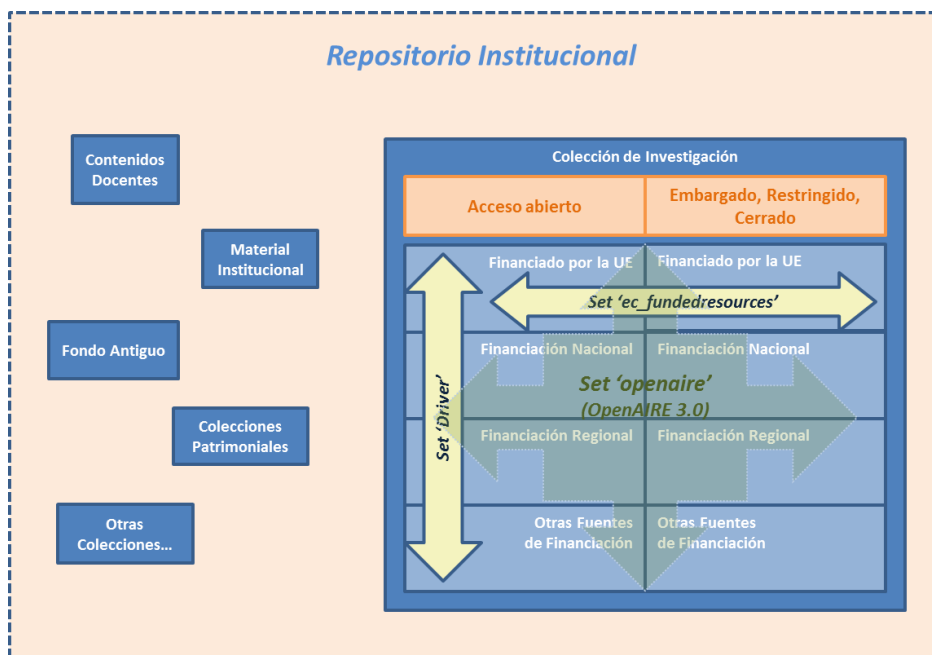 Repositorio Institucional
Contenidos
Docentes
Material
Institucional
Fondo Antiguo
Colecciones
Patrimoniales
Otras
Colecciones...
Colección de Investigación
Acceso abierto
Embargado, Restringido,
Cerrado
Financiado por la UE
Financiado por la UE
Set ‘ec_fundedresources’
Financiación Nacional
Financiación Nacional
Set ‘openaire’
(OpenAIRE 3.0)
Set ‘Driver’
Financiación Regional
Financiación Regional
Otras Fuentes
de Financiación
Otras Fuentes
de Financiación